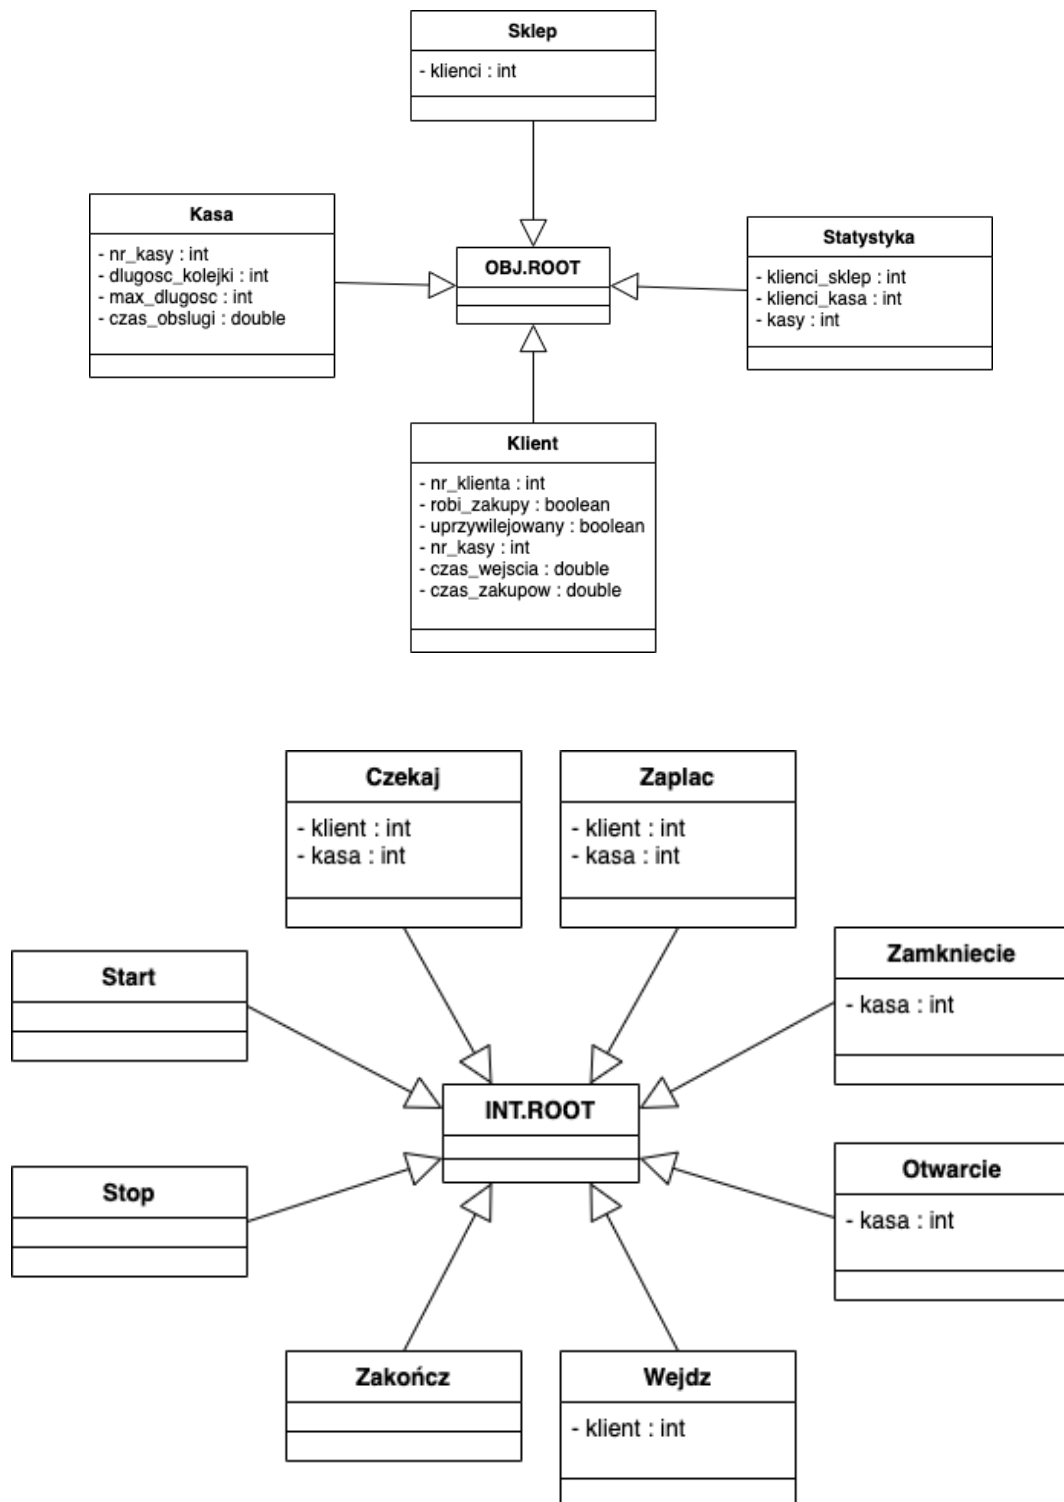 Sklep
- klienci : int
Kasa
- nr_kasy : int
- dlugosc_kolejki : int
- max_dlugosc : int
- czas_obslugi : double
OBJ.ROOT
Statystyka
- klienci_sklep : int
- klienci_kasa : int
- kasy : int
Klient
- nr_klienta : int
- robi_zakupy : boolean
- uprzywilejowany : boolean
- nr_kasy : int
- czas_wejscia : double
- czas_zakupow : double
Czekaj
- klient : int
- kasa : int
Zaplac
- klient : int
- kasa : int
Start
Zamkniecie
- kasa : int
INT.ROOT
Stop
Otwarcie
- kasa : int
Zakończ
Wejdz
- klient : int